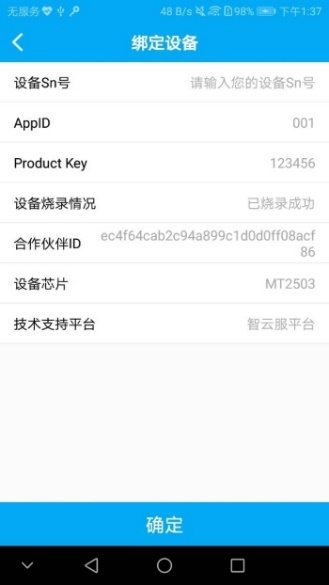 无服务 48 B/s 98% 下午1:37
绑定设备
设备Sn号 请输入您的设备Sn号
AppID 001
Product Key 123456
设备烧录情况 已烧录成功
合作伙伴ID ec4f64cab2c94a899c1d0d0ff08acf
86
设备芯片 MT2503
技术支持平台 智云服平台
确定